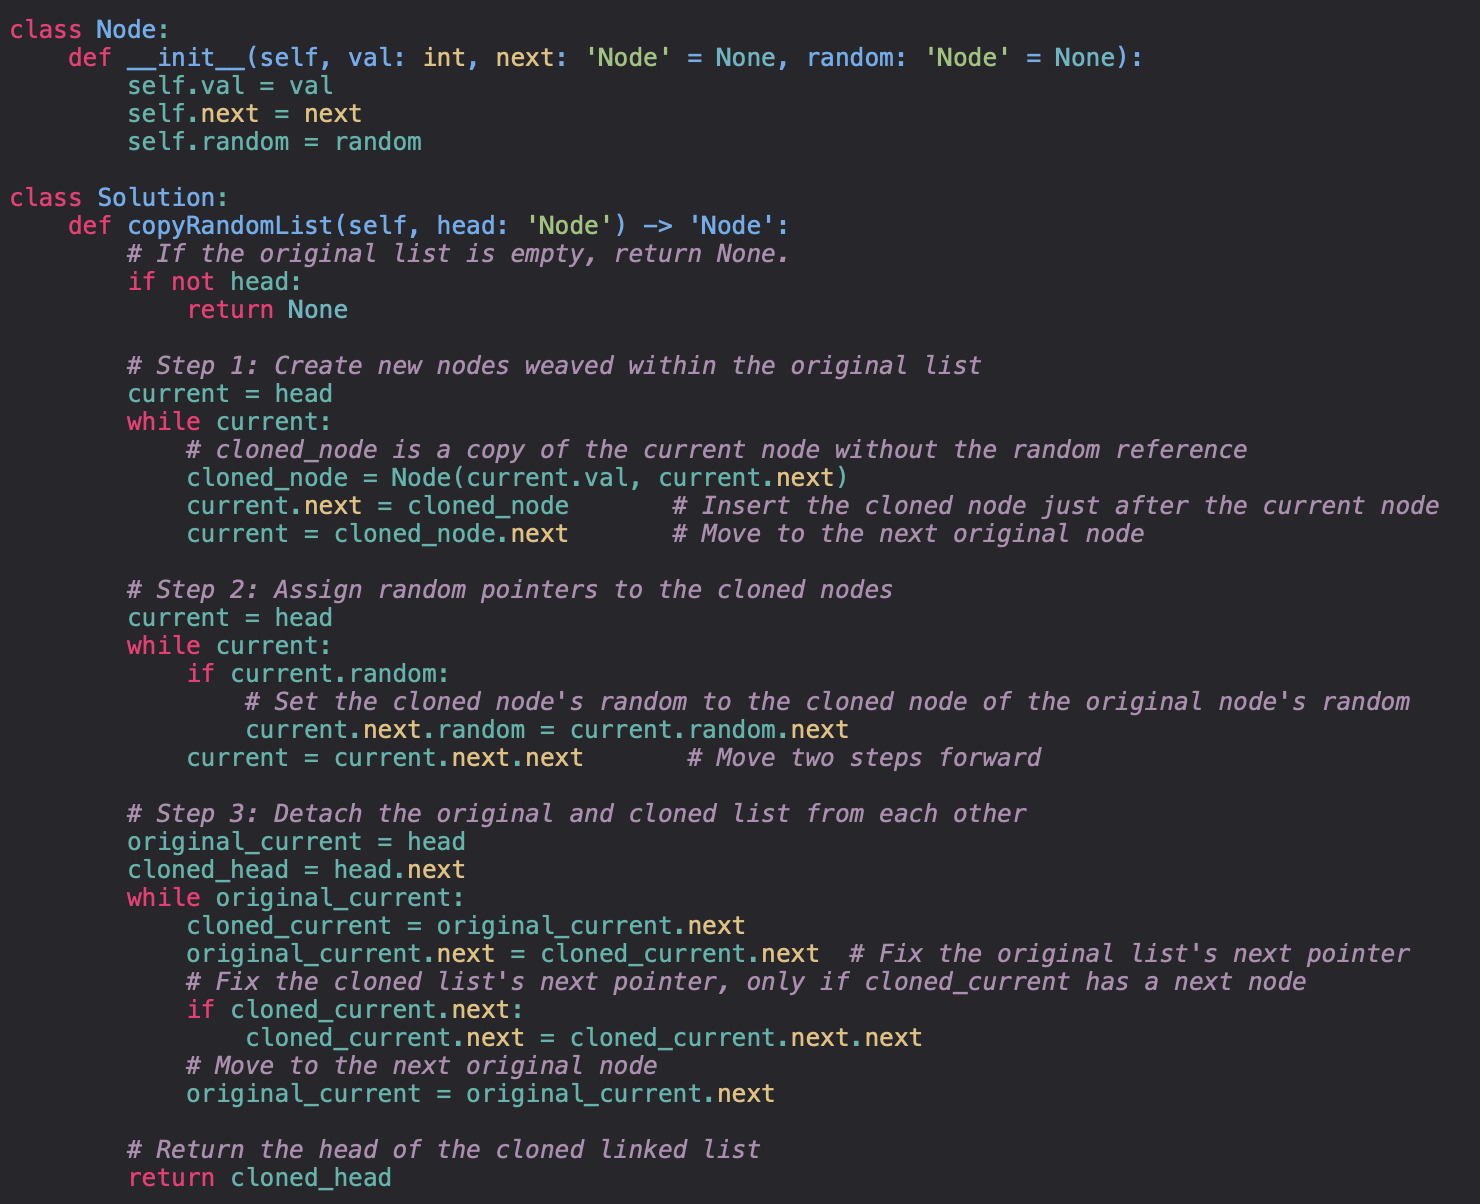 class Node:
    def __init__(self, val: int, next: 'Node' = None, random: 'Node' = None):
        self.val = val
        self.next = next
        self.random = random

class Solution:
    def copyRandomList(self, head: 'Node') -> 'Node':
        # If the original list is empty, return None.
        if not head:
            return None

        # Step 1: Create new nodes weaved within the original list
        current = head
        while current:
            # cloned_node is a copy of the current node without the random reference
            cloned_node = Node(current.val, current.next)
            current.next = cloned_node       # Insert the cloned node just after the current node
            current = cloned_node.next       # Move to the next original node

        # Step 2: Assign random pointers to the cloned nodes
        current = head
        while current:
            if current.random:
                # Set the cloned node's random to the cloned node of the original node's random
                current.next.random = current.random.next
            current = current.next.next       # Move two steps forward

        # Step 3: Detach the original and cloned list from each other
        original_current = head
        cloned_head = head.next
        while original_current:
            cloned_current = original_current.next
            original_current.next = cloned_current.next  # Fix the original list's next pointer
            # Fix the cloned list's next pointer, only if cloned_current has a next node
            if cloned_current.next:
                cloned_current.next = cloned_current.next.next
            # Move to the next original node
            original_current = original_current.next

        # Return the head of the cloned linked list
        return cloned_head